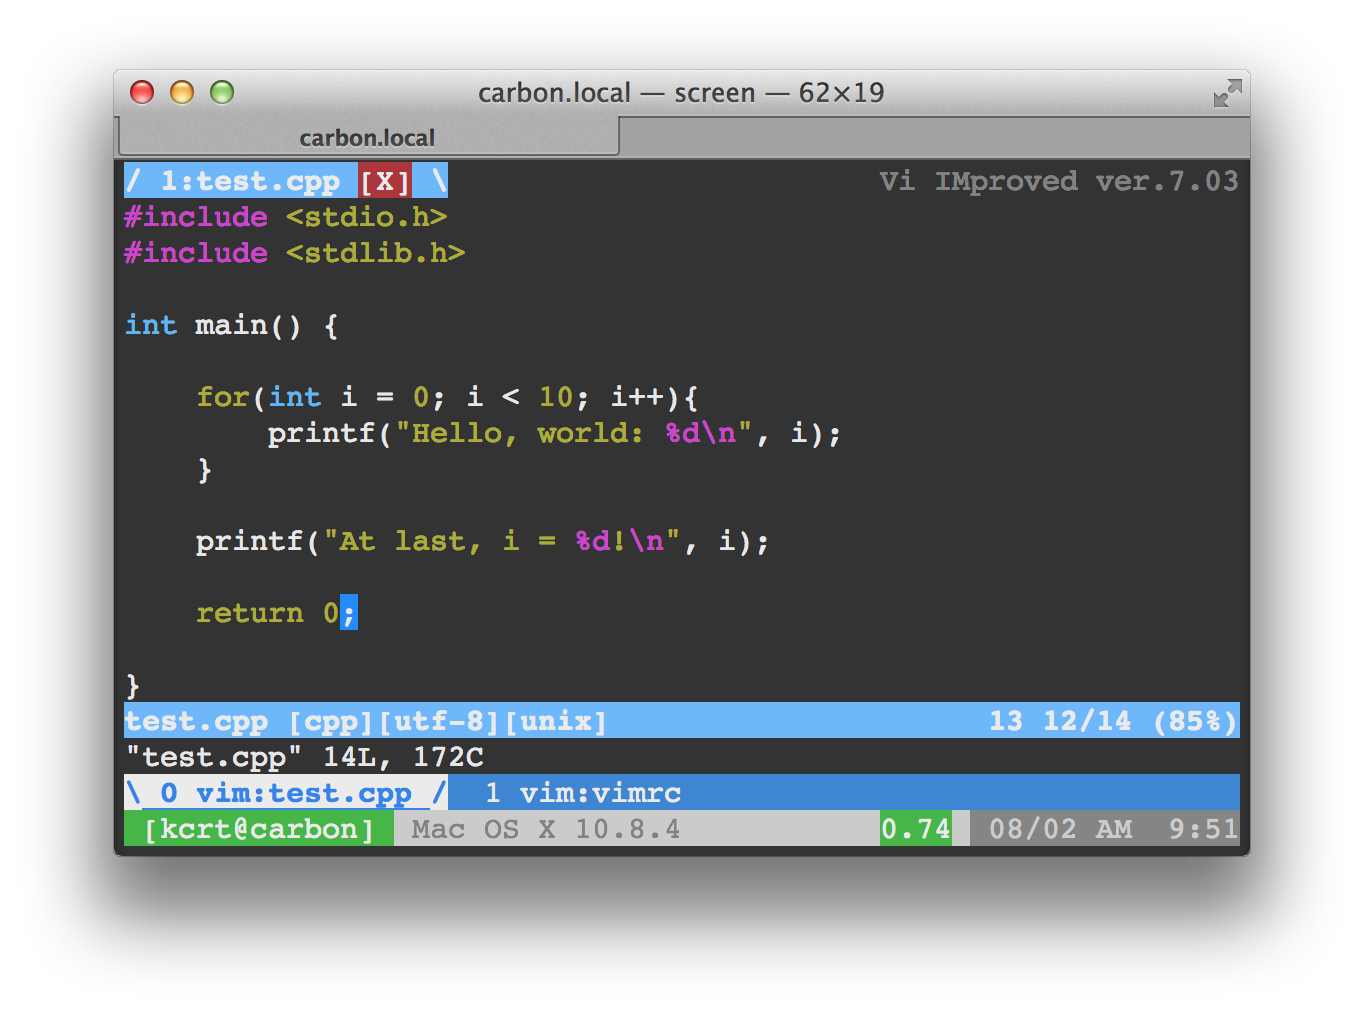 carbon.local — screen — 62×19
carbon.local
/ 1:test.cpp [X] \ Vi IMproved ver.7.03
#include <stdio.h>
#include <stdlib.h>
int main() {
    for(int i = 0; i < 10; i++){
        printf("Hello, world: %d\n", i);
    }
    printf("At last, i = %d!\n", i);
    return 0;
}
test.cpp [cpp][utf-8][unix] 13 12/14 (85%)
"test.cpp" 14L, 172C
\ 0 vim:test.cpp / 1 vim:vimrc
[kcrt@carbon] Mac OS X 10.8.4 0.74 08/02 AM 9:51